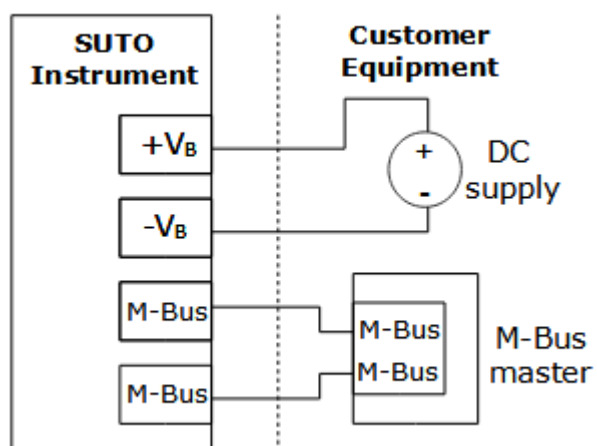 SUTO
Instrument
Customer
Equipment
+VB
+
-
DC
supply
-VB
M-Bus
M-Bus
M-Bus
M-Bus
M-Bus
master